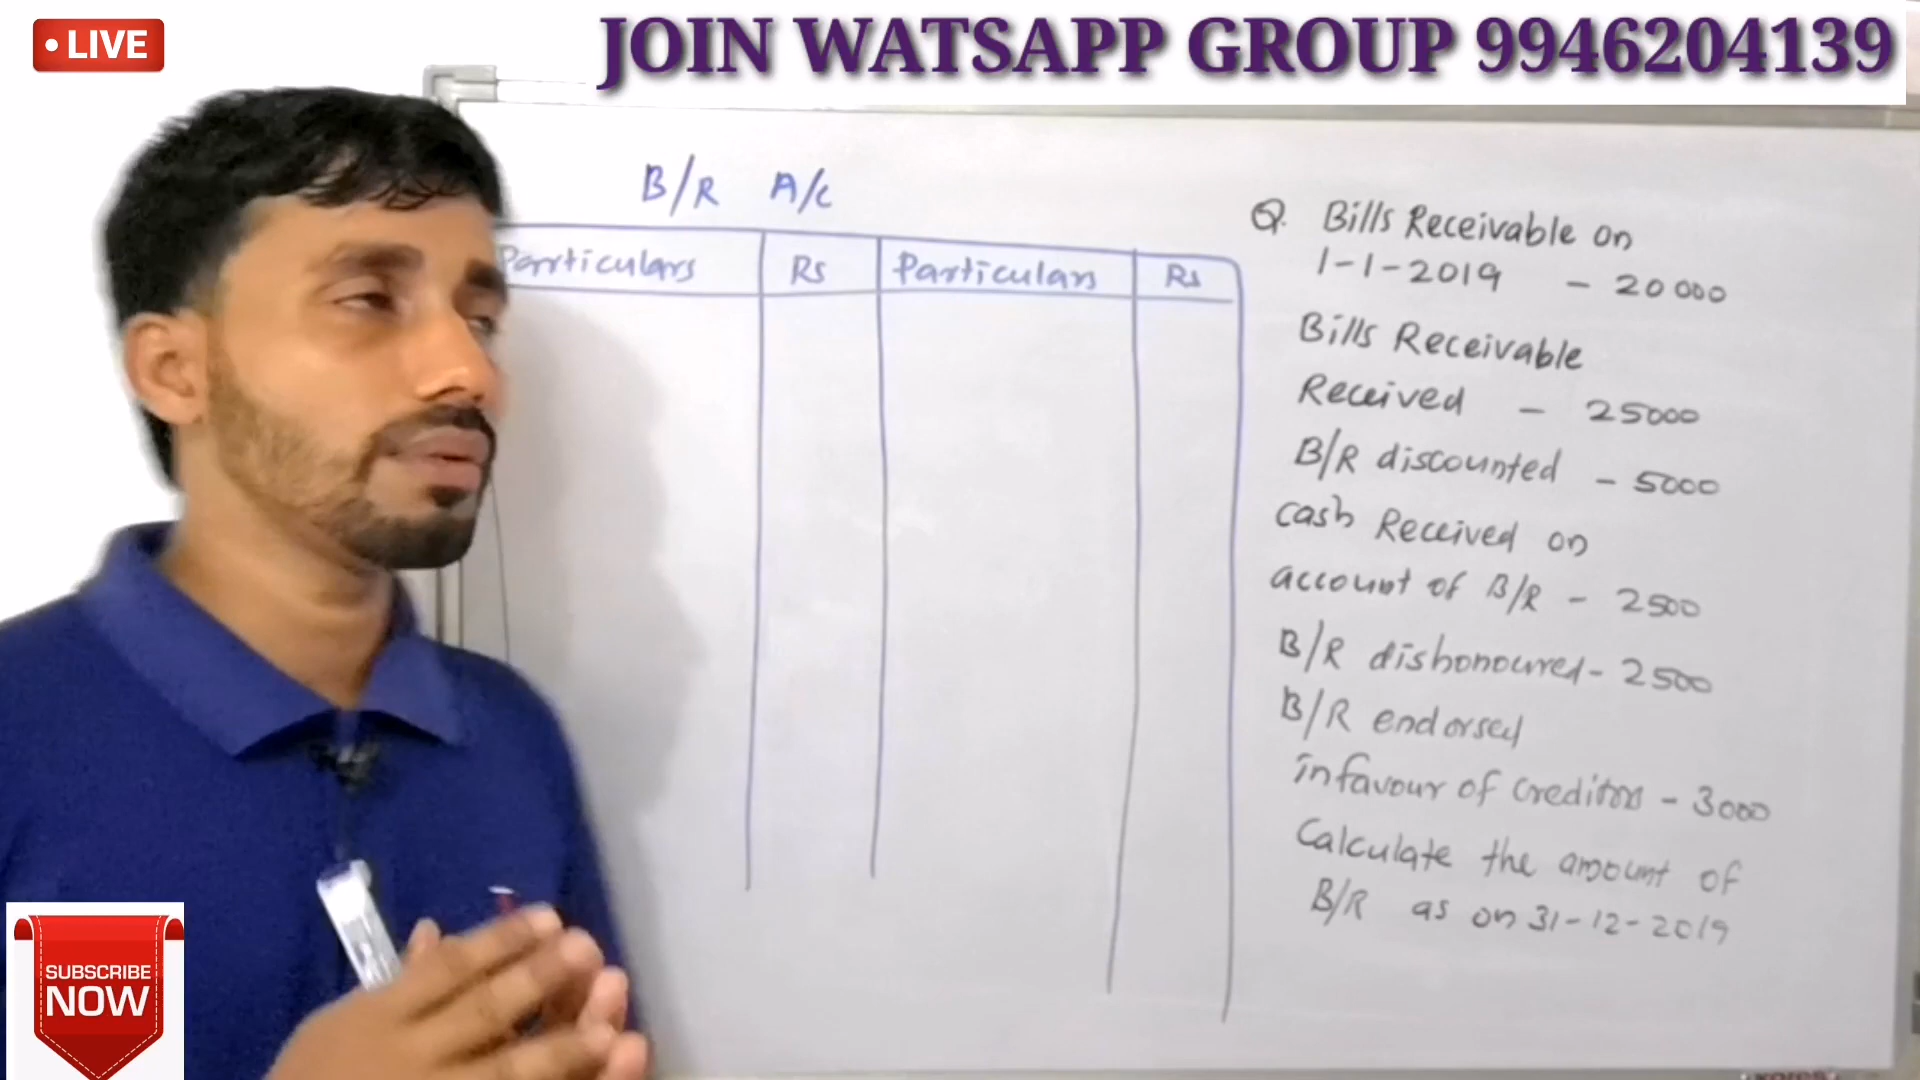 LIVE
JOIN WATSAPP GROUP 9946204139
B/R A/C
Particulars Rs Particulars Rs
Q. Bills Receivable on
1-1-2019 - 20000
Bills Receivable
Received - 25000
B/R discounted - 5000
cash Received on
account of B/R - 2500
B/R dishonoured - 2500
B/R endorsed
infavour of creditors - 3000
Calculate the amount of
B/R as on 31-12-2019
SUBSCRIBE
NOW